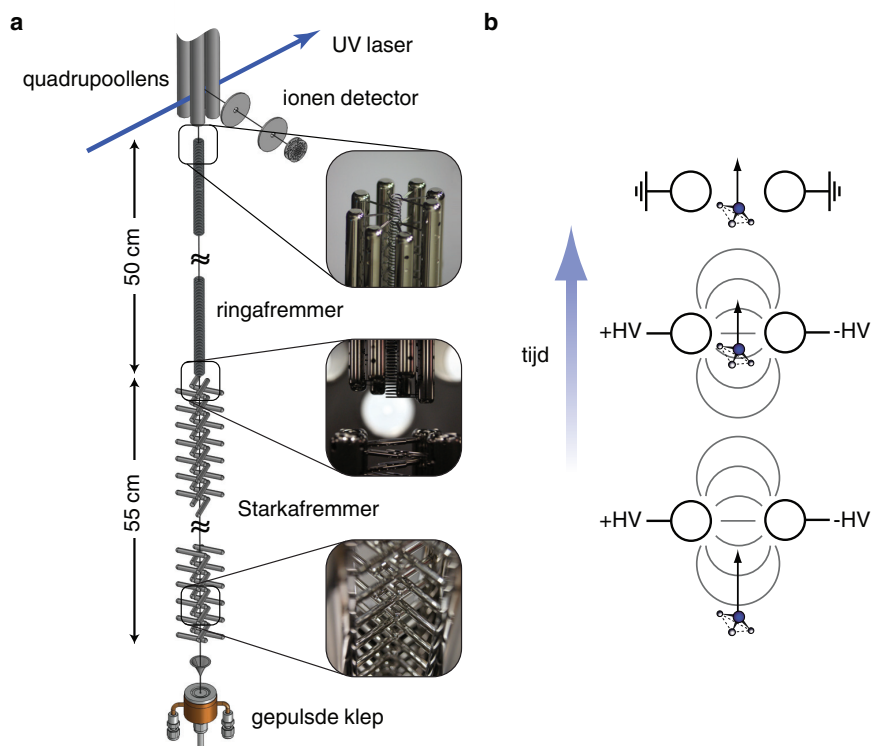 a
UV laser
quadrupoollens
ionen detector
50 cm
ringafremmer
55 cm
Starkafremmer
gepulsde klep
b
tijd
+HV
-HV
+HV
-HV